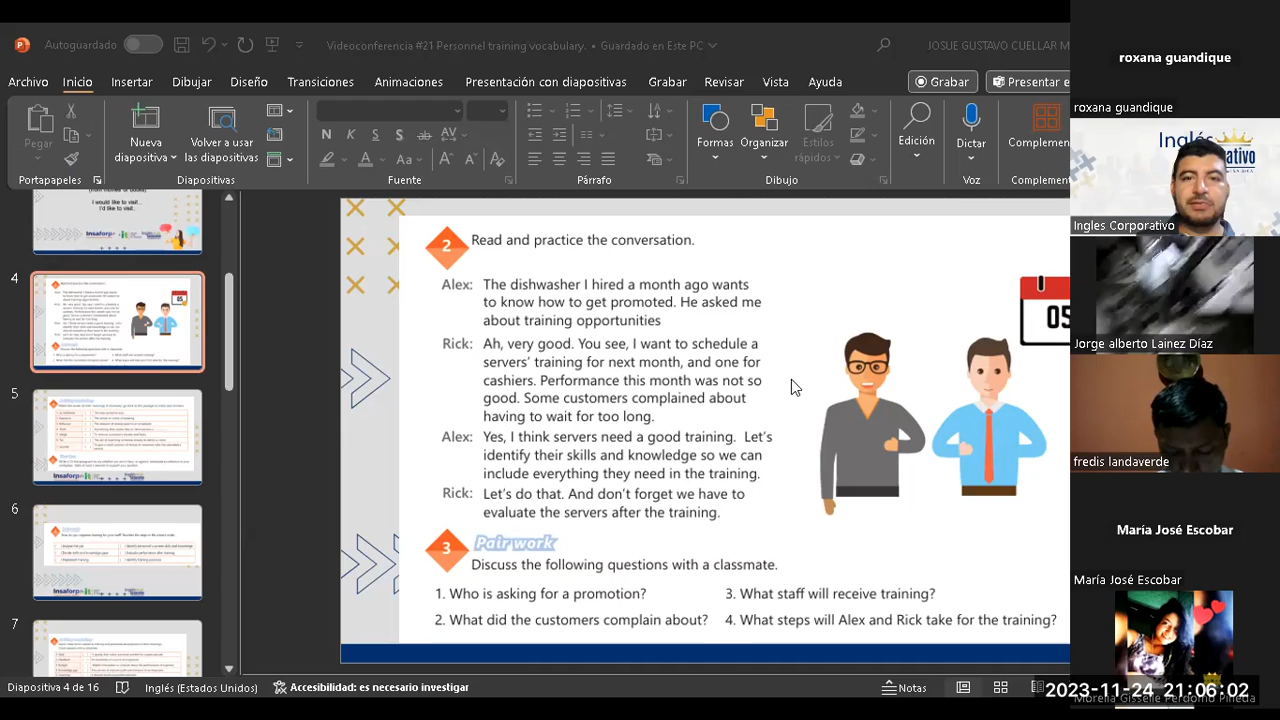 Autoguardado
Videoconferencia #21 Personnel training vocabulary. • Guardado en Este PC
JOSUE GUSTAVO CUELLAR M
Archivo Inicio Insertar Dibujar Diseño Transiciones Animaciones Presentación con diapositivas Grabar Revisar Vista Ayuda
Grabar
Presentar e
Pegar
Nueva diapositiva
Volver a usar las diapositivas
Formas
Organizar
Estilos rápidos
Edición
Dictar
Complemen
Portapapeles
Diapositivas
Fuente
Párrafo
Dibujo
Voz
Complemen
I would like to visit...
I'd like to visit.
Insaforp
4
5
6
7
2 Read and practice the conversation.
Alex: The dishwasher I hired a month ago wants
to know how to get promoted. He asked me
about training opportunities
Rick: Ah, very good. You see, I want to schedule a
servers' training for next month, and one for
cashiers. Performance this month was not so
good. Some customers complained about
having to wait for too long.
Alex: Yes, I think servers need a good training. Let's
identify their skills and knowledge so we can
include everything they need in the training.
Rick: Let's do that. And don't forget we have to
evaluate the servers after the training.
05
3 Pairwork
Discuss the following questions with a classmate.
1. Who is asking for a promotion?
3. What staff will receive training?
2. What did the customers complain about?
4. What steps will Alex and Rick take for the training?
Diapositiva 4 de 16
Inglés (Estados Unidos)
Accesibilidad: es necesario investigar
Notas
roxana guandique
roxana guandique
Inglés
Ingles Corporativo
Jorge alberto Lainez Díaz
fredis landaverde
María José Escobar
María José Escobar
2023-11-24 21:06:02
Morelia Gisselle Perdomo Pineda